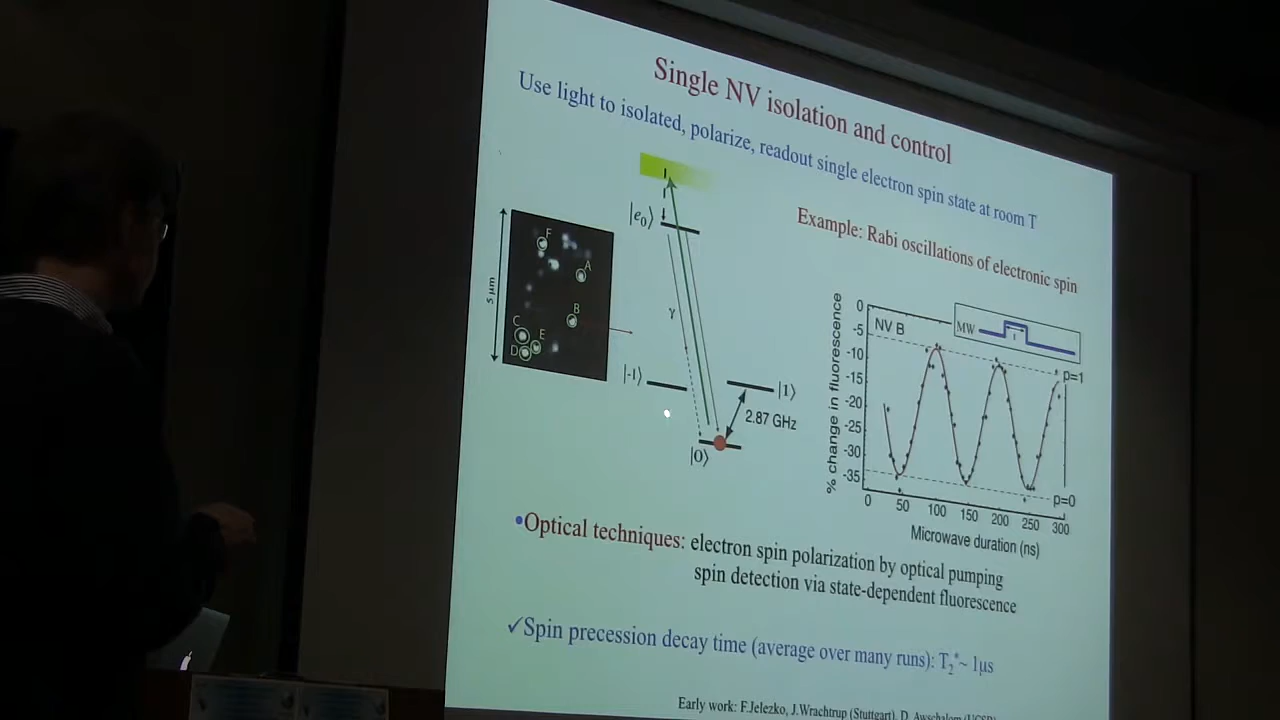 Single NV isolation and control
Use light to isolated, polarize, readout single electron spin state at room T
Example: Rabi oscillations of electronic spin
5 μm
F
A
B
C
E
D
|e₀⟩
γ
|-1⟩
|1⟩
2.87 GHz
|0⟩
% change in fluorescence
0
-5
-10
-15
-20
-25
-30
-35
NV B
MW
p=1
p=0
0 50 100 150 200 250 300
Microwave duration (ns)
•Optical techniques: electron spin polarization by optical pumping
spin detection via state-dependent fluorescence
✓Spin precession decay time (average over many runs): T₂*~ 1μs
Early work: F.Jelezko, J.Wrachtrup (Stuttgart), D. Awschalom (UCSB)